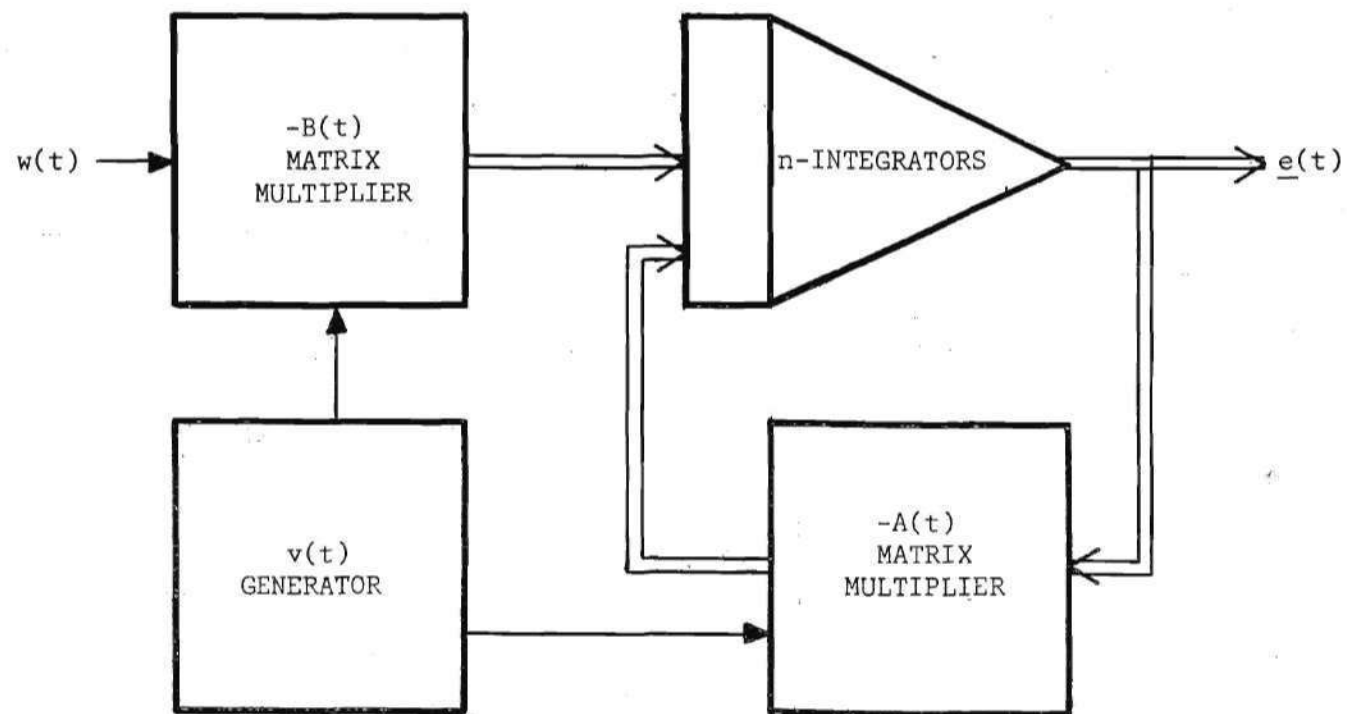 -B(t)
MATRIX
MULTIPLIER
w(t)
n-INTEGRATORS
e(t)
v(t)
GENERATOR
-A(t)
MATRIX
MULTIPLIER